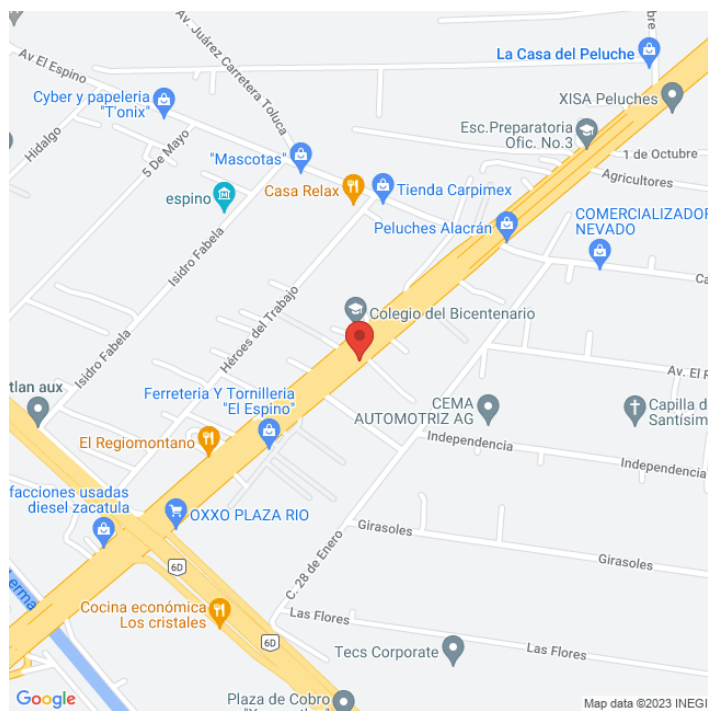 Av. Juárez Carretera Toluca
Av El Espino
La Casa del Peluche
Cyber y papeleria
"T'onix"
XISA Peluches
Hidalgo
5 De Mayo
Esc.Preparatoria
Ofic. No.3
1 de Octubre
"Mascotas"
Agricultores
Casa Relax
Tienda Carpimex
espino
Peluches Alacrán
COMERCIALIZADOR
NEVADO
Isidro Fabela
Héroes del Trabajo
Colegio del Bicentenario
Isidro Fabela
Av. El R
tlan aux
Ferreteria Y Tornilleria
"El Espino"
CEMA
AUTOMOTRIZ AG
Capilla d
Santísim
El Regiomontano
Independencia
Independencia
facciones usadas
diesel zacatula
OXXO PLAZA RIO
Girasoles
Girasoles
6D
C. 28 de Enero
erma
Cocina económica
Los cristales
Las Flores
6D
Las Flores
Tecs Corporate
Plaza de Cobro
Google
Map data ©2023 INEGI